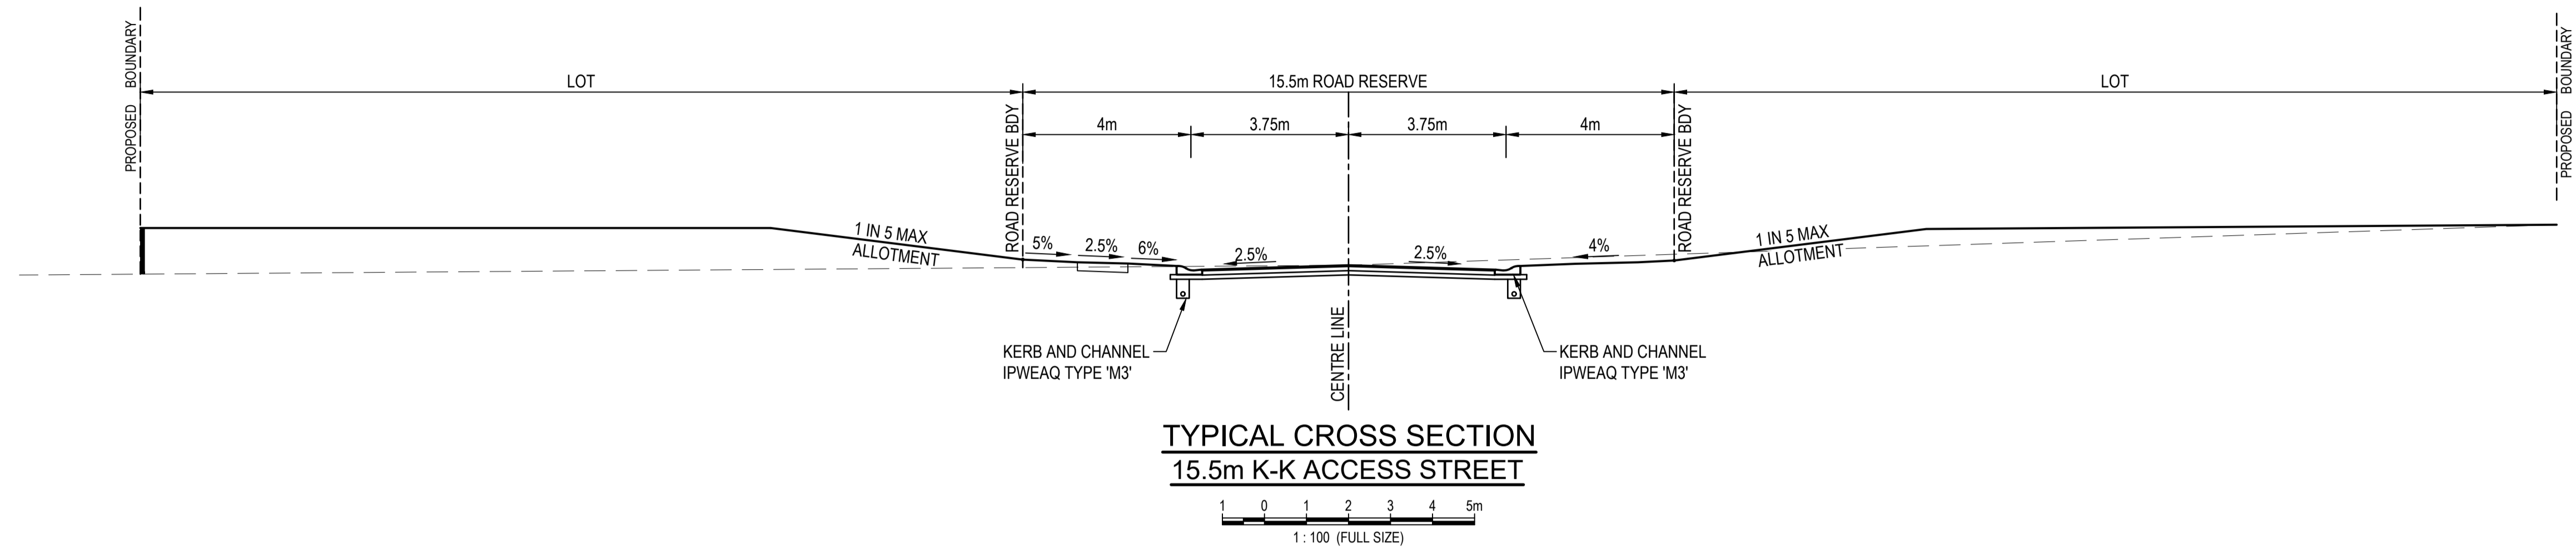 PROPOSED BOUNDARY
LOT
15.5m ROAD RESERVE
LOT
PROPOSED BOUNDARY
ROAD RESERVE BDY
4m
3.75m
3.75m
4m
ROAD RESERVE BDY
1 IN 5 MAX
ALLOTMENT
5%
2.5%
6%
2.5%
2.5%
4%
1 IN 5 MAX
ALLOTMENT
KERB AND CHANNEL
IPWEAQ TYPE 'M3'
CENTRE LINE
KERB AND CHANNEL
IPWEAQ TYPE 'M3'
TYPICAL CROSS SECTION
15.5m K-K ACCESS STREET
1 0 1 2 3 4 5m
1 : 100 (FULL SIZE)